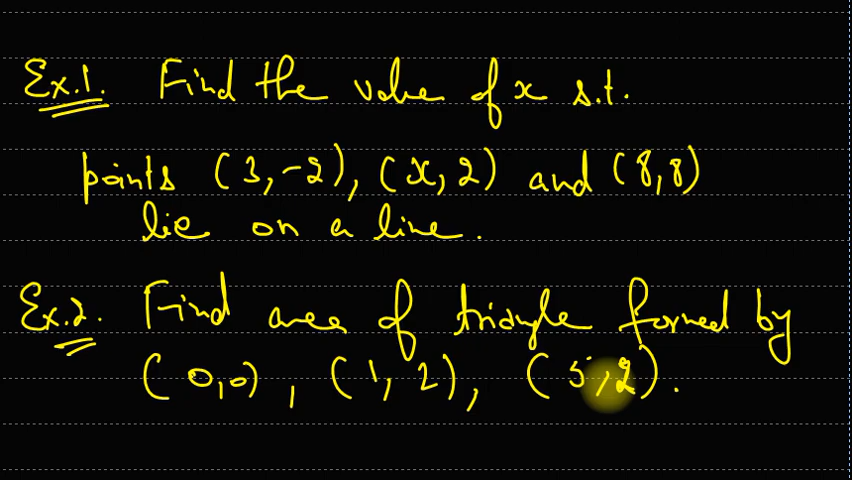 Ex.1. Find the value of x s.t.
points (3,-2), (x,2) and (8,8)
lie on a line.
Ex.2. Find area of triangle formed by
(0,0), (1,2), (5,2).